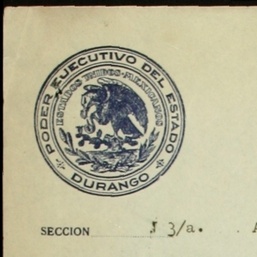 PODER EJECUTIVO DEL ESTADO
ESTADOS UNIDOS-MEXICANOS
DURANGO
SECCION 3/a.